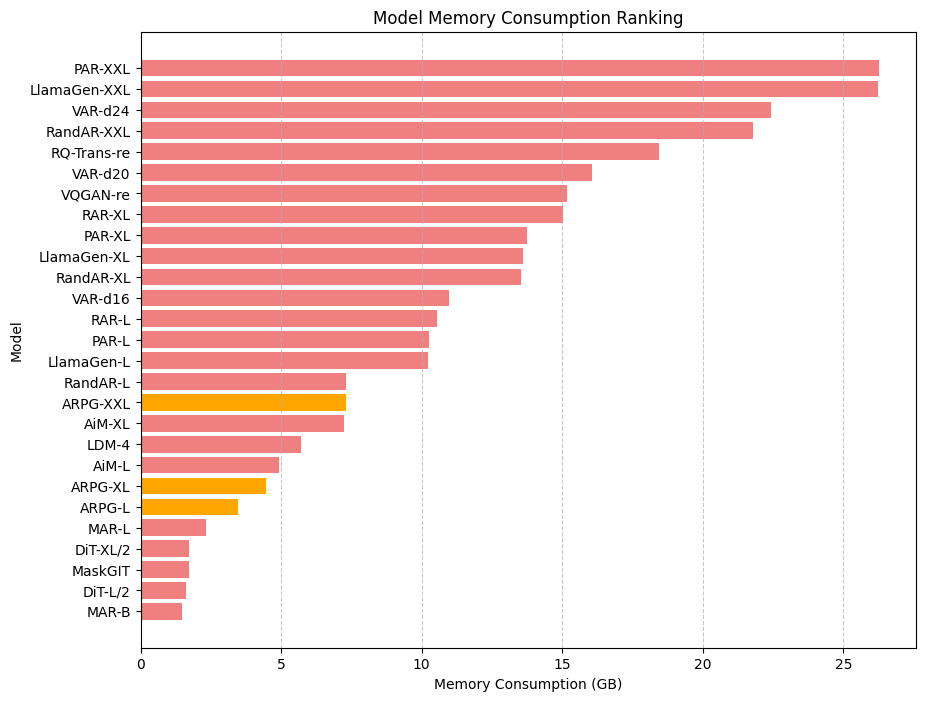 Model Memory Consumption Ranking
PAR-XXL
LlamaGen-XXL
VAR-d24
RandAR-XXL
RQ-Trans-re
VAR-d20
VQGAN-re
RAR-XL
PAR-XL
LlamaGen-XL
RandAR-XL
VAR-d16
RAR-L
PAR-L
LlamaGen-L
RandAR-L
ARPG-XXL
AiM-XL
LDM-4
AiM-L
ARPG-XL
ARPG-L
MAR-L
DiT-XL/2
MaskGIT
DiT-L/2
MAR-B
Model
0 5 10 15 20 25
Memory Consumption (GB)